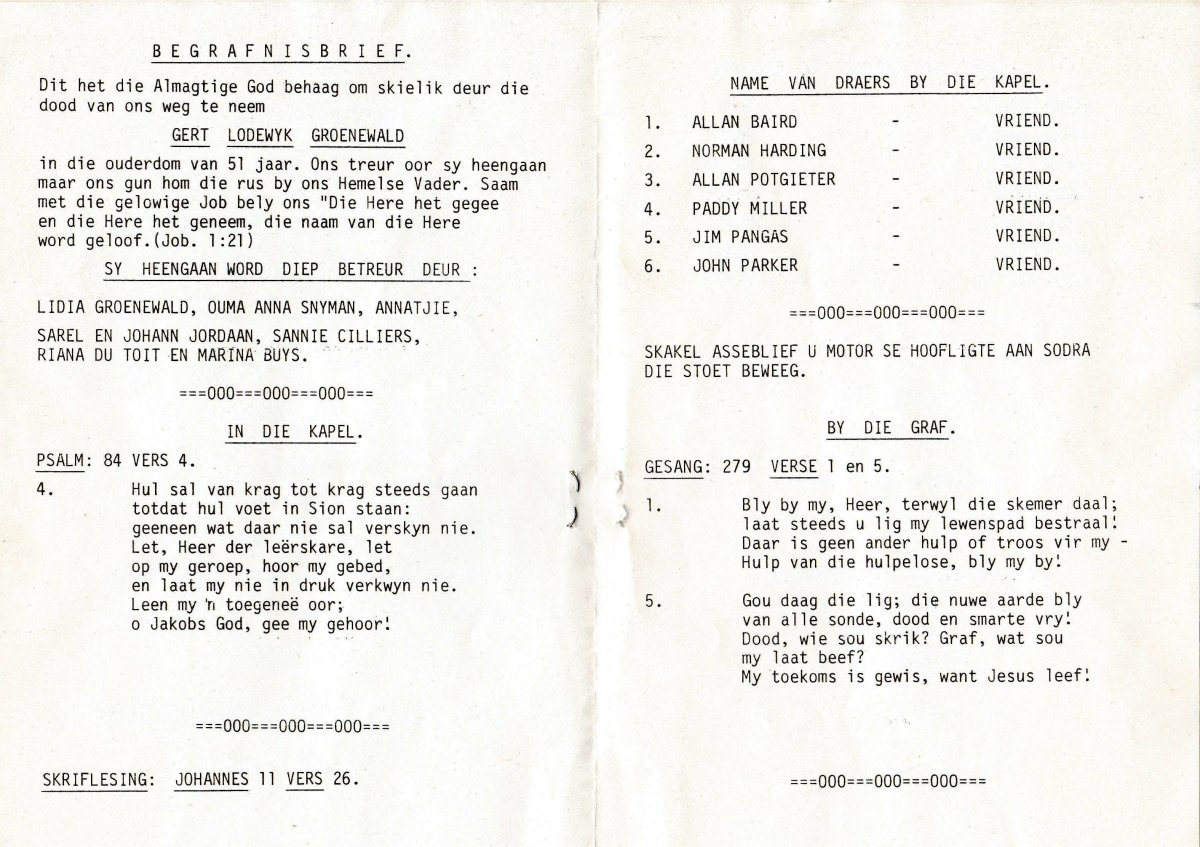 BEGRAFNISBRIEF.
Dit het die Almagtige God behaag om skielik deur die
dood van ons weg te neem
GERT LODEWYK GROENEWALD
in die ouderdom van 51 jaar. Ons treur oor sy heengaan
maar ons gun hom die rus by ons Hemelse Vader. Saam
met die gelowige Job bely ons "Die Here het gegee
en die Here het geneem, die naam van die Here
word geloof.(Job. 1:21)
SY HEENGAAN WORD DIEP BETREUR DEUR :
LIDIA GROENEWALD, OUMA ANNA SNYMAN, ANNATJIE,
SAREL EN JOHANN JORDAAN, SANNIE CILLIERS,
RIANA DU TOIT EN MARINA BUYS.
===OOO===OOO===OOO===
IN DIE KAPEL.
PSALM: 84 VERS 4.
4. Hul sal van krag tot krag steeds gaan
totdat hul voet in Sion staan:
geeneen wat daar nie sal verskyn nie.
Let, Heer der leërskare, let
op my geroep, hoor my gebed,
en laat my nie in druk verkwyn nie.
Leen my 'n toegeneë oor;
o Jakobs God, gee my gehoor!
===OOO===OOO===OOO===
SKRIFLESING: JOHANNES 11 VERS 26.
NAME VAN DRAERS BY DIE KAPEL.
1. ALLAN BAIRD - VRIEND.
2. NORMAN HARDING - VRIEND.
3. ALLAN POTGIETER - VRIEND.
4. PADDY MILLER - VRIEND.
5. JIM PANGAS - VRIEND.
6. JOHN PARKER - VRIEND.
===OOO===OOO===OOO===
SKAKEL ASSEBLIEF U MOTOR SE HOOFLIGTE AAN SODRA
DIE STOET BEWEEG.
BY DIE GRAF.
GESANG: 279 VERSE 1 en 5.
1. Bly by my, Heer, terwyl die skemer daal;
laat steeds u lig my lewenspad bestraal!
Daar is geen ander hulp of troos vir my -
Hulp van die hulpelose, bly my by!
5. Gou daag die lig; die nuwe aarde bly
van alle sonde, dood en smarte vry!
Dood, wie sou skrik? Graf, wat sou
my laat beef?
My toekoms is gewis, want Jesus leef!
===OOO===OOO===OOO===